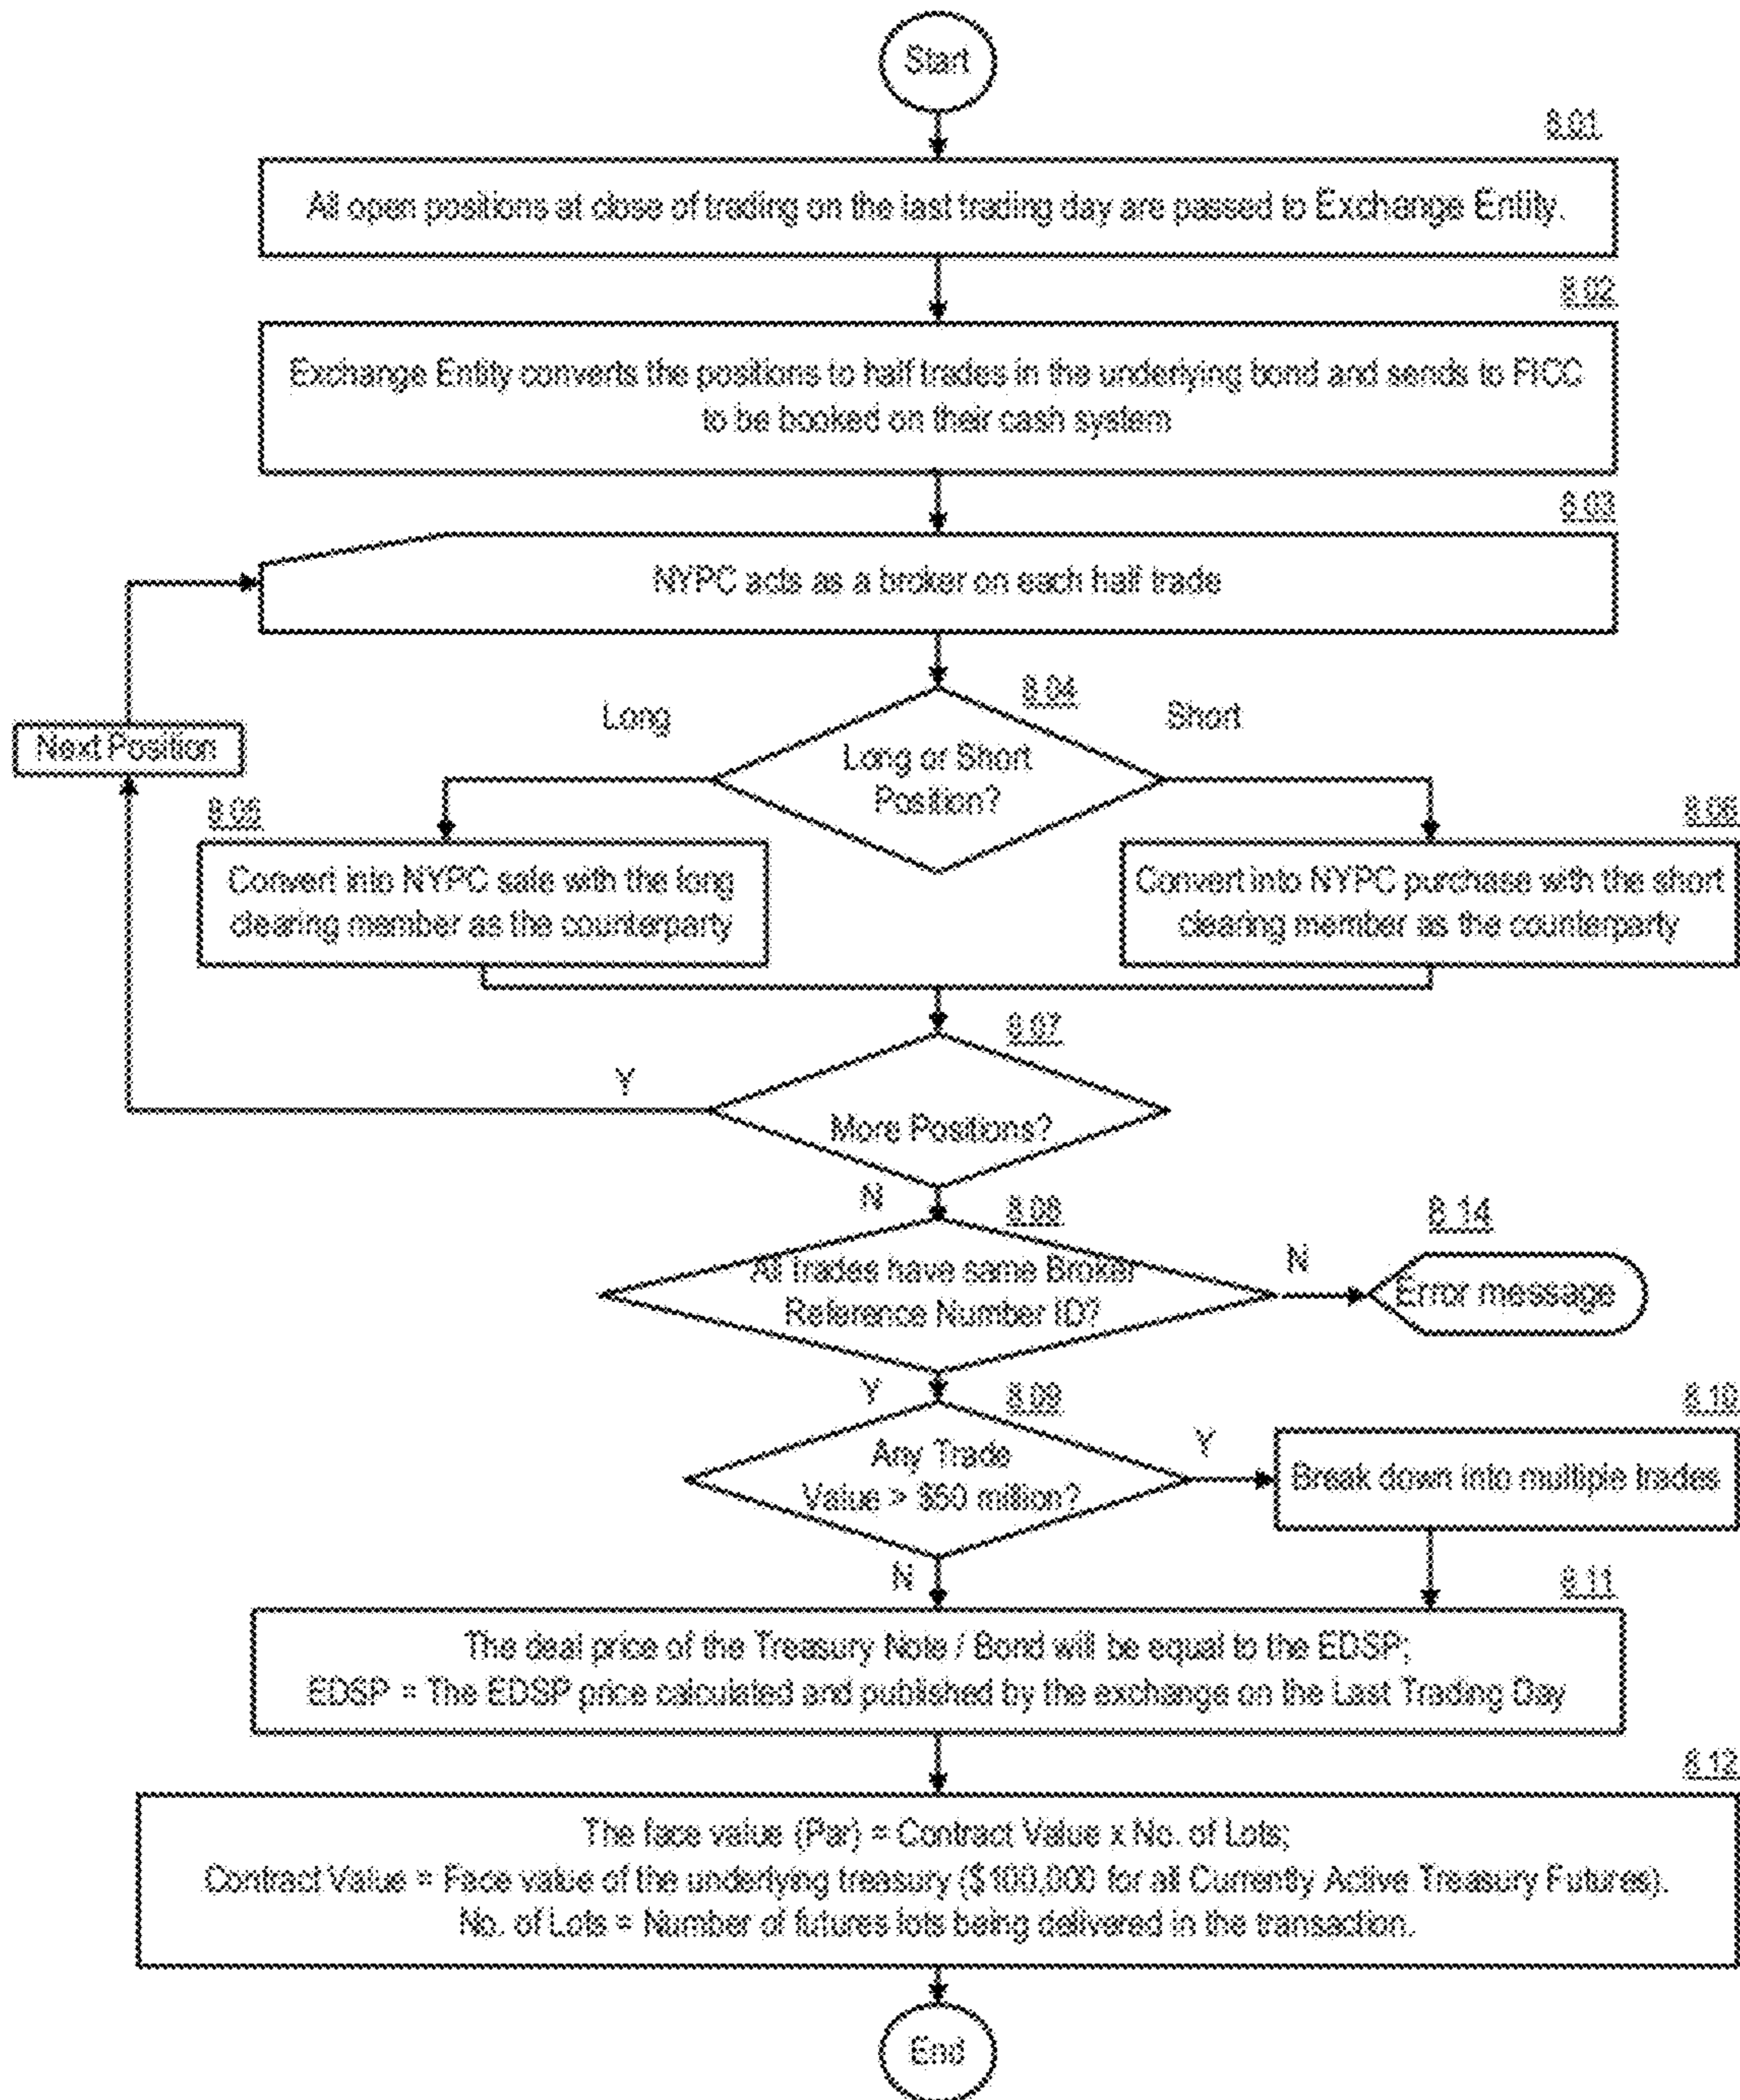 Start
8.01
All open positions at close of trading on the last trading day are passed to Exchange Entity.
8.02
Exchange Entity converts the positions to half trades in the underlying bond and sends to FICC
to be booked on their cash system
8.03
NYPC acts as a broker on each half trade
8.04
Long
Short
Long or Short
Position?
Next Position
8.05
8.06
Convert into NYPC sale with the long
clearing member as the counterparty
Convert into NYPC purchase with the short
clearing member as the counterparty
8.07
Y
More Positions?
N
8.08
8.14
All trades have same Broker
Reference Number ID?
N
Error message
Y
8.09
8.10
Any Trade
Value > $50 million?
Y
Break down into multiple trades
N
8.11
The deal price of the Treasury Note / Bond will be equal to the EDSP;
EDSP = The EDSP price calculated and published by the exchange on the Last Trading Day
8.12
The face value (Par) = Contract Value x No. of Lots;
Contract Value = Face value of the underlying treasury ($100,000 for all Currently Active Treasury Futures).
No. of Lots = Number of futures lots being delivered in the transaction.
End